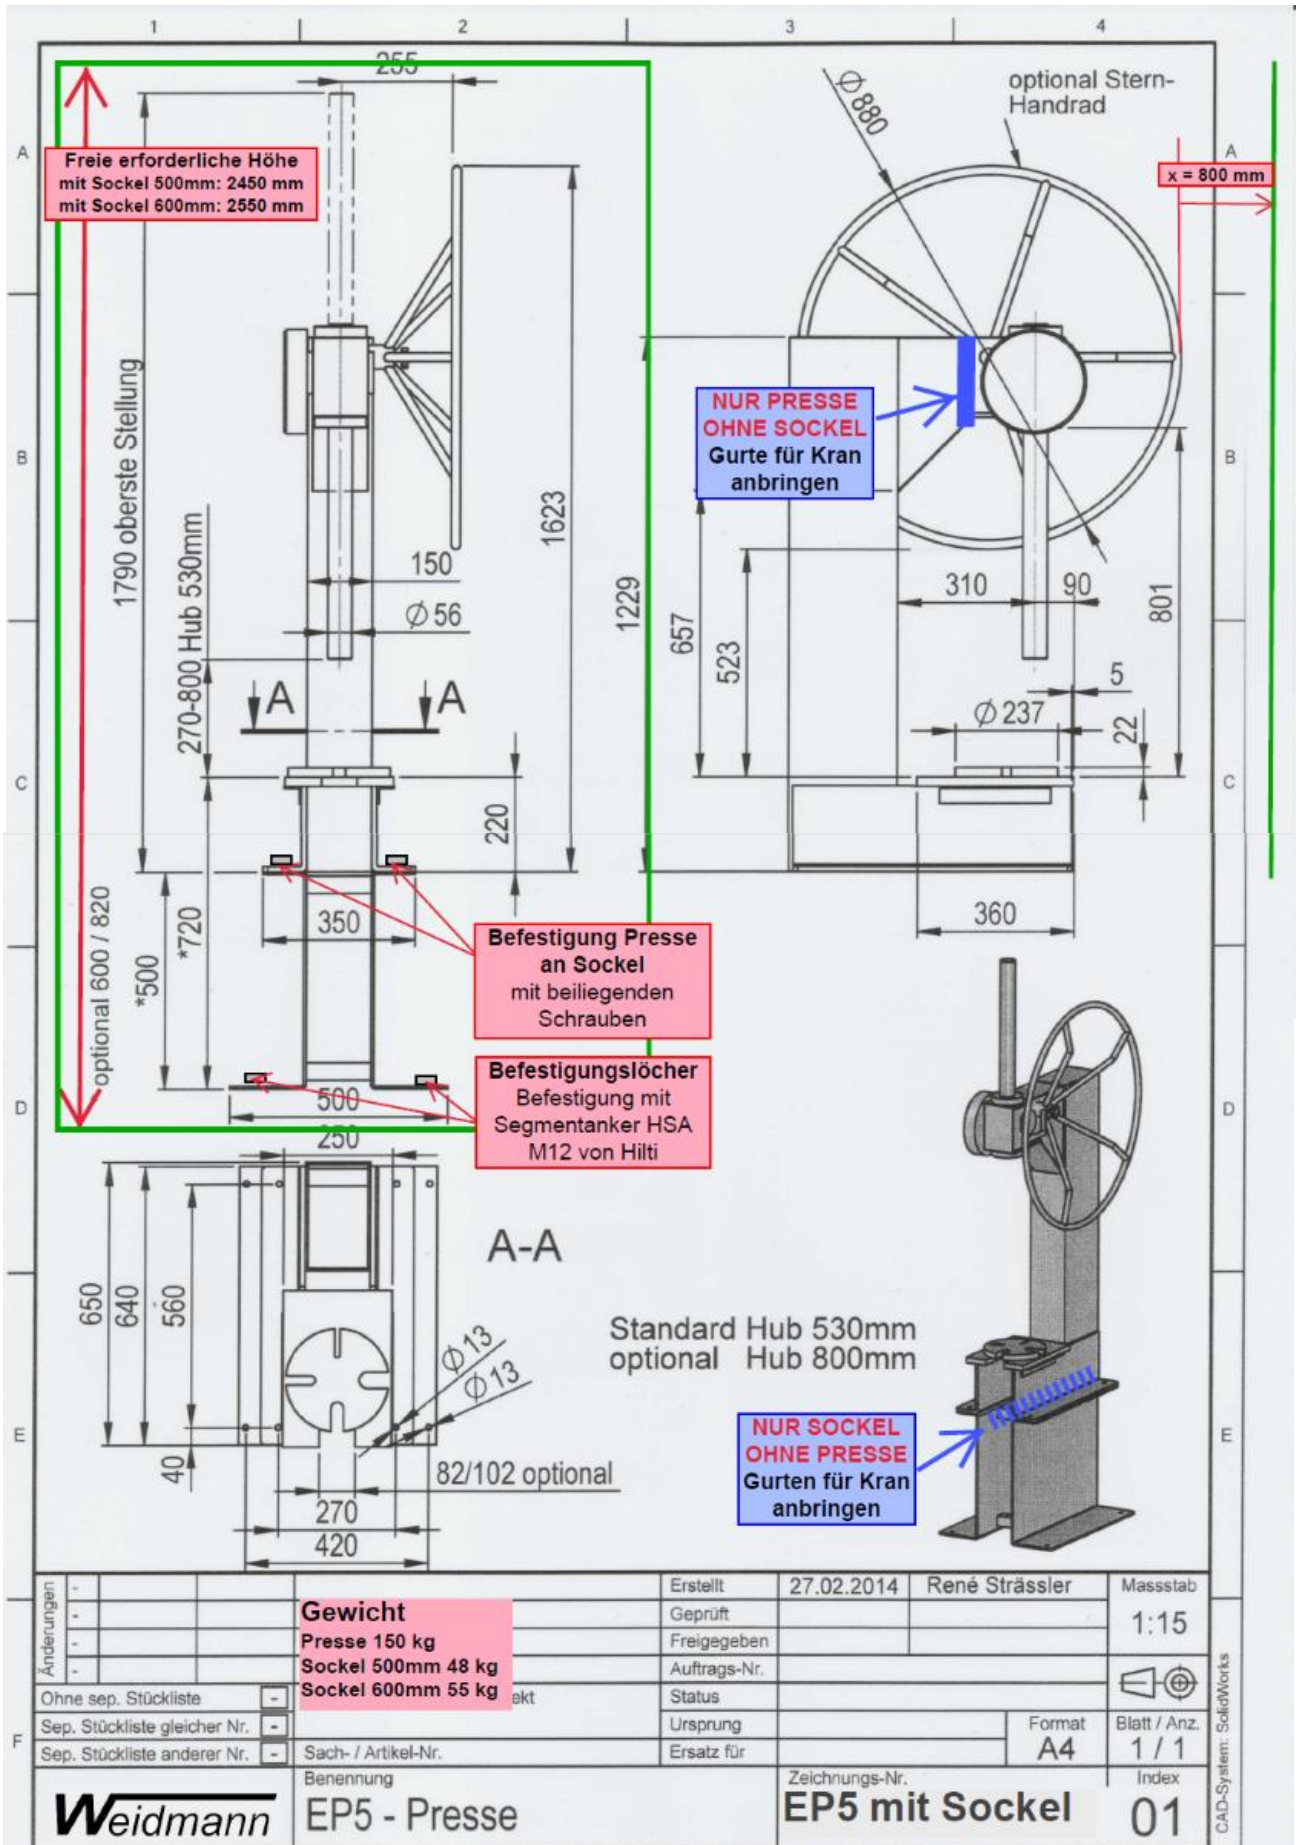 1
2
3
4
A
B
C
D
E
F
A
B
C
D
E
255
Freie erforderliche Höhe
mit Sockel 500mm: 2450 mm
mit Sockel 600mm: 2550 mm
1790 oberste Stellung
270-800 Hub 530mm
150
Ø 56
A
A
1623
220
350
*500
*720
optional 600 / 820
500
Befestigung Presse
an Sockel
mit beiliegenden
Schrauben
Befestigungslöcher
Befestigung mit
Segmentanker HSA
M12 von Hilti
Ø 880
optional Stern-
Handrad
x = 800 mm
NUR PRESSE
OHNE SOCKEL
Gurte für Kran
anbringen
1229
657
523
310
90
801
5
Ø 237
22
360
250
A-A
650
640
560
40
Ø 13
Ø 13
82/102 optional
270
420
Standard Hub 530mm
optional Hub 800mm
NUR SOCKEL
OHNE PRESSE
Gurten für Kran
anbringen
Änderungen
-
-
-
-
Gewicht
Presse 150 kg
Sockel 500mm 48 kg
Sockel 600mm 55 kg
ekt
Erstellt 27.02.2014 René Strässler
Geprüft
Freigegeben
Auftrags-Nr.
Status
Ursprung
Ersatz für
Massstab
1:15
Format
A4
Blatt / Anz.
1 / 1
Ohne sep. Stückliste -
Sep. Stückliste gleicher Nr. -
Sep. Stückliste anderer Nr. -
Sach- / Artikel-Nr.
Weidmann
Benennung
EP5 - Presse
Zeichnungs-Nr.
EP5 mit Sockel
Index
01
CAD-System: SolidWorks